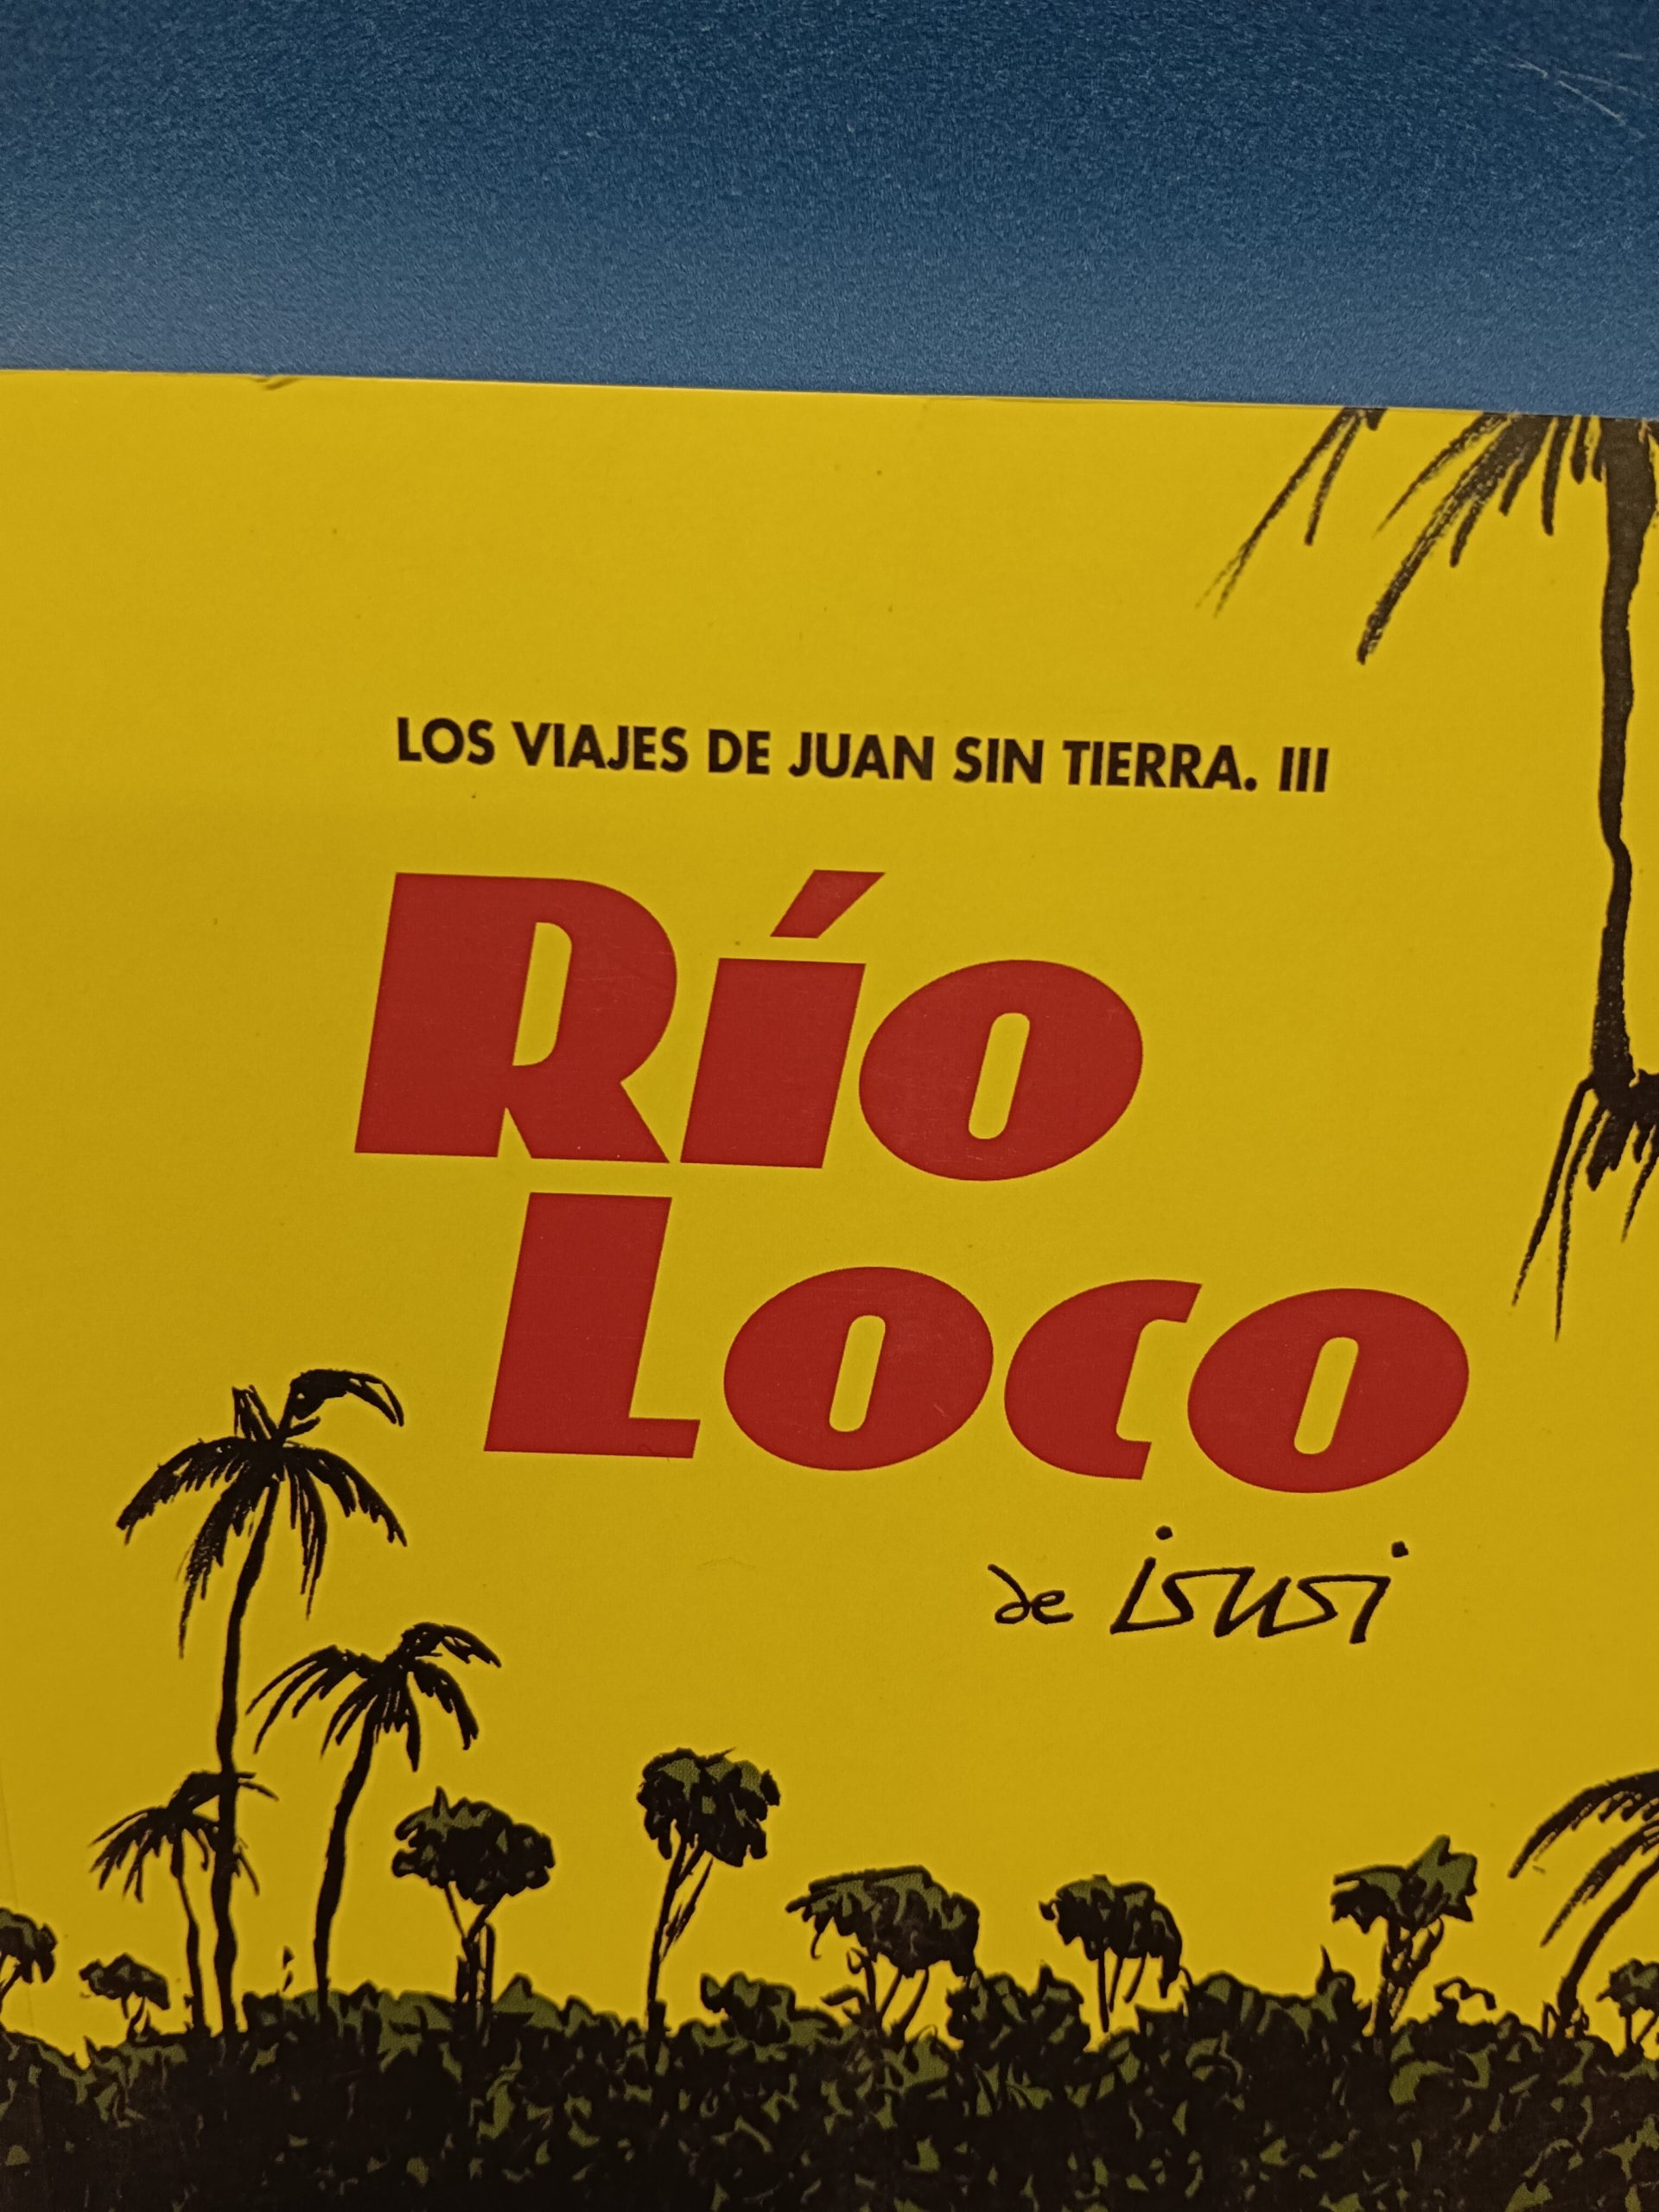 LOS VIAJES DE JUAN SIN TIERRA. III
Río
Loco
de isusi